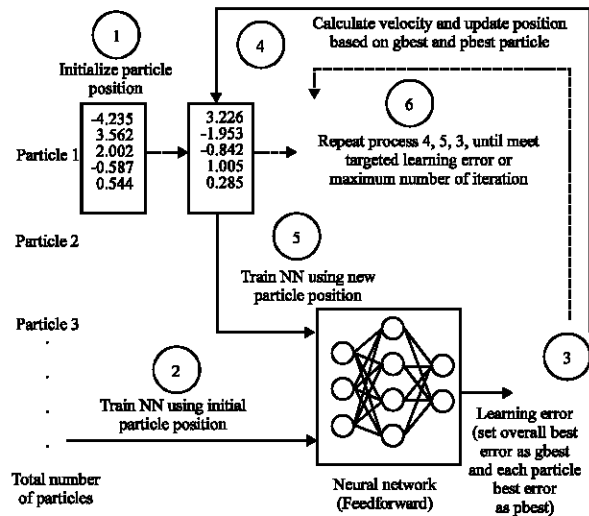 1
Initialize particle
position
4
Calculate velocity and update position
based on gbest and pbest particle
6
Repeat process 4, 5, 3, until meet
targeted learning error or
maximum number of iteration
Particle 1
-4.235
3.562
2.002
-0.587
0.544
3.226
-1.953
-0.842
1.005
0.285
Particle 2
5
Train NN using new
particle position
Particle 3
2
Train NN using initial
particle position
3
Learning error
(set overall best
error as gbest
and each particle
best error
as pbest)
Total number
of particles
Neural network
(Feedforward)